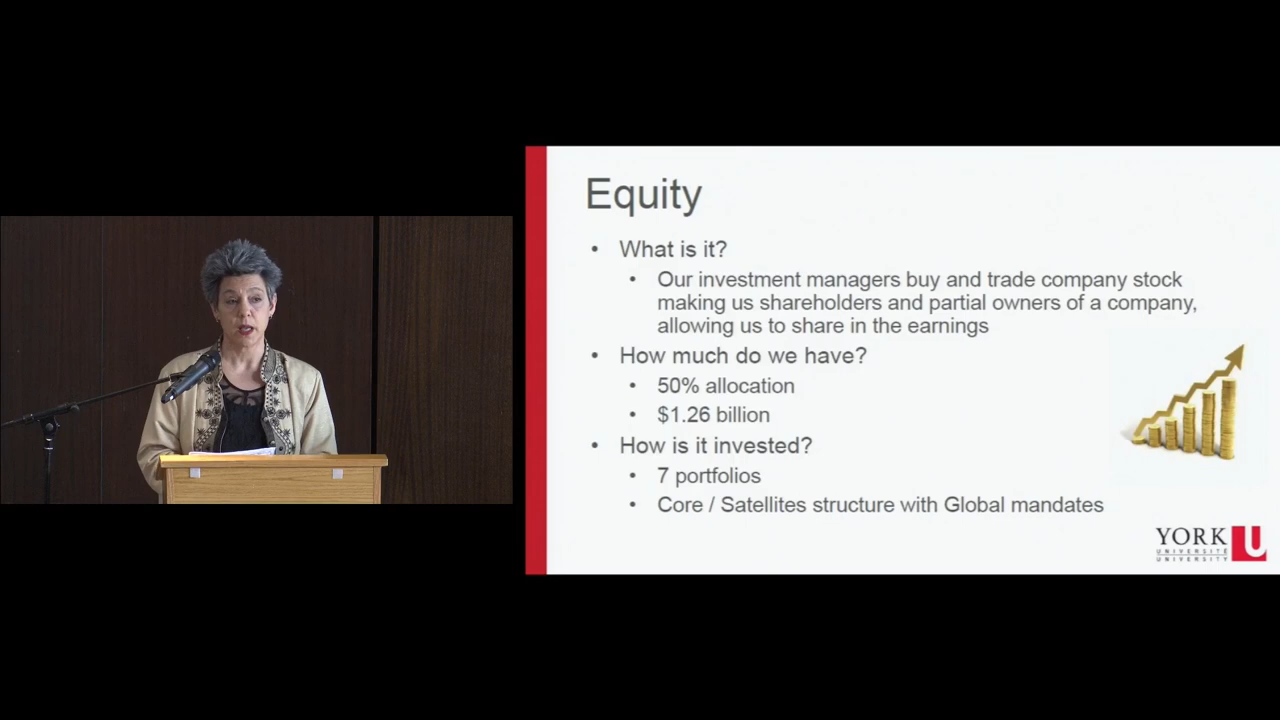 Equity
• What is it?
• Our investment managers buy and trade company stock
making us shareholders and partial owners of a company,
allowing us to share in the earnings
• How much do we have?
• 50% allocation
• $1.26 billion
• How is it invested?
• 7 portfolios
• Core / Satellites structure with Global mandates
YORK U
UNIVERSITÉ
UNIVERSITY